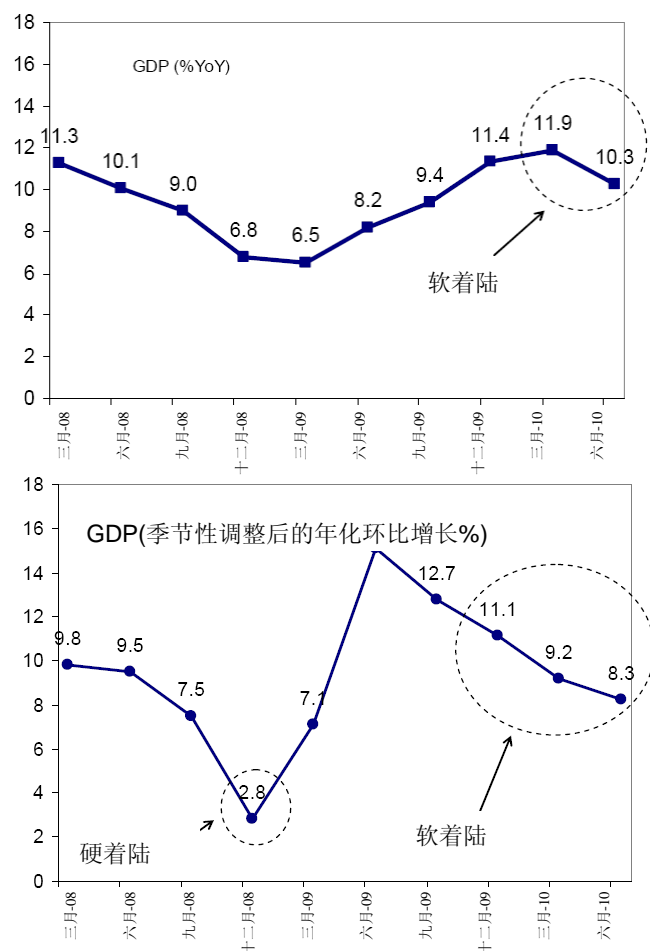 18
16
14
12
10
8
6
4
2
0
GDP (%YoY)
11.3
10.1
9.0
6.8
6.5
8.2
9.4
11.4
11.9
10.3
软着陆
三月-08
六月-08
九月-08
十二月-08
三月-09
六月-09
九月-09
十二月-09
三月-10
六月-10
18
16
14
12
10
8
6
4
2
0
GDP(季节性调整后的年化环比增长%)
9.8
9.5
7.5
2.8
7.1
12.7
11.1
9.2
8.3
硬着陆
软着陆
三月-08
六月-08
九月-08
十二月-08
三月-09
六月-09
九月-09
十二月-09
三月-10
六月-10